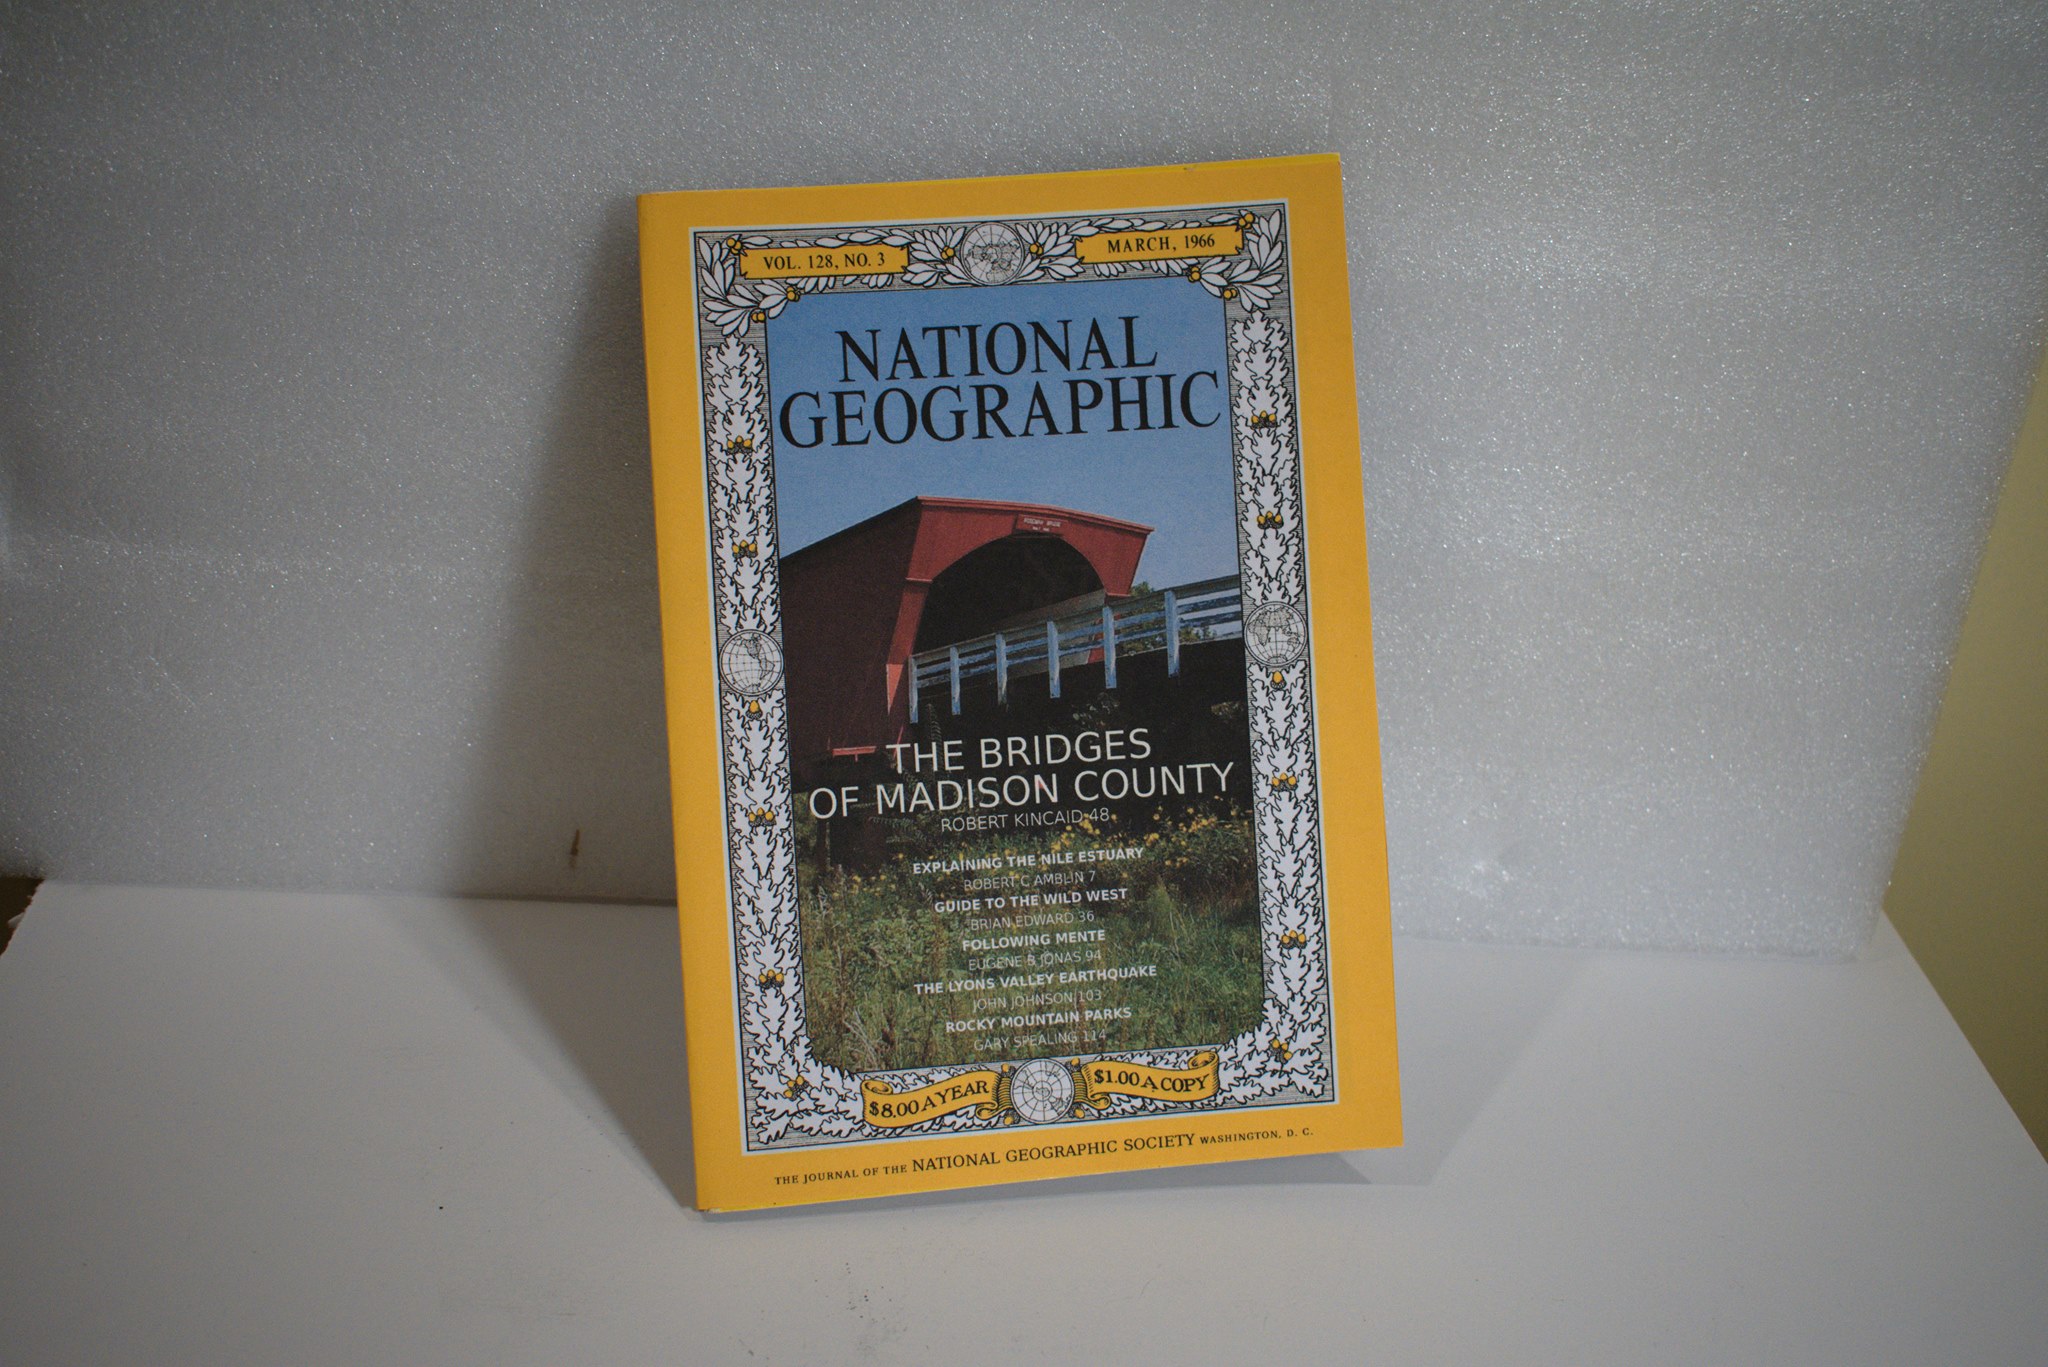 VOL. 128, NO. 3
MARCH, 1966
NATIONAL
GEOGRAPHIC
ROSEMAN BRIDGE
THE BRIDGES
OF MADISON COUNTY
ROBERT KINCAID 48
EXPLAINING THE NILE ESTUARY
ROBERT C AMBLIN 7
GUIDE TO THE WILD WEST
BRIAN EDWARD 36
FOLLOWING MENTE
EUGENE B JONAS 94
THE LYONS VALLEY EARTHQUAKE
JOHN JOHNSON 103
ROCKY MOUNTAIN PARKS
GARY SPEALING 114
$8.00 A YEAR
$1.00 A COPY
THE JOURNAL OF THE NATIONAL GEOGRAPHIC SOCIETY WASHINGTON, D. C.